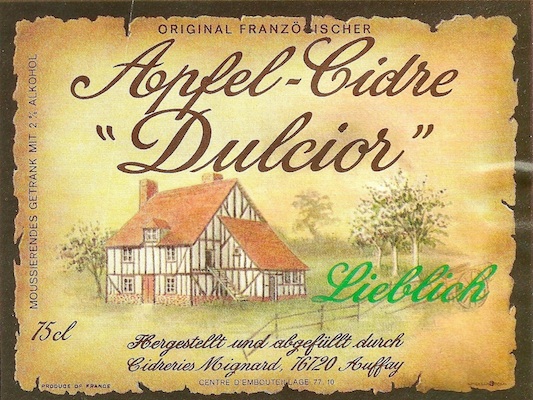 ORIGINAL FRANZÖSISCHER
Apfel-Cidre
"Dulcior"
MOUSSIERENDES GETRÄNK MIT 2 % ALKOHOL
Lieblich
75cl
Hergestellt und abgefüllt durch
Cidreries Mignard, 76720 Auffay
PRODUCE OF FRANCE
CENTRE D'EMBOUTEILLAGE 77. 10